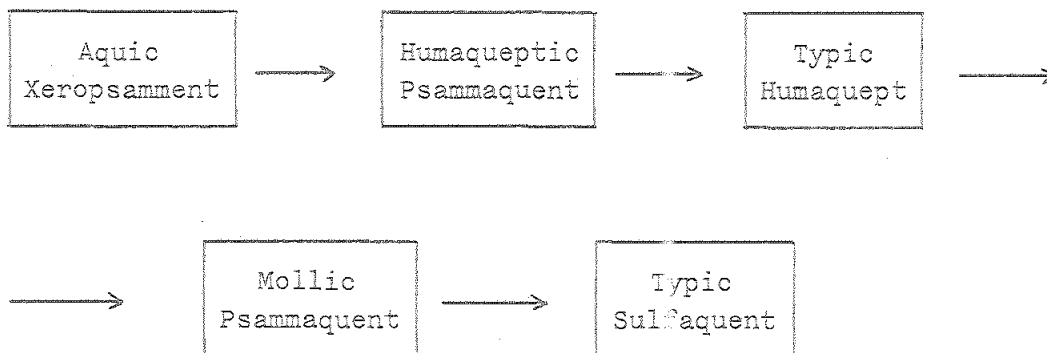 Aquic
Xeropsamment
Humaqueptic
Psammaquent
Typic
Humaquept
Mollic
Psammaquent
Typic
Sulfaquent